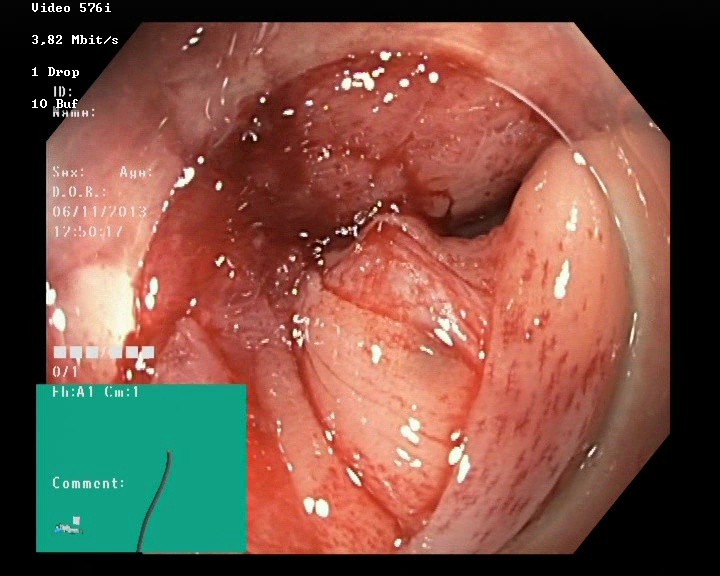 Video 576i
3,82 Mbit/s
1 Drop
ID:
10 Buf
Name:
Sex: Age:
D.O.B.:
06/11/2013
12:50:17
0/1
Eh:A1 Cm:1
Comment: